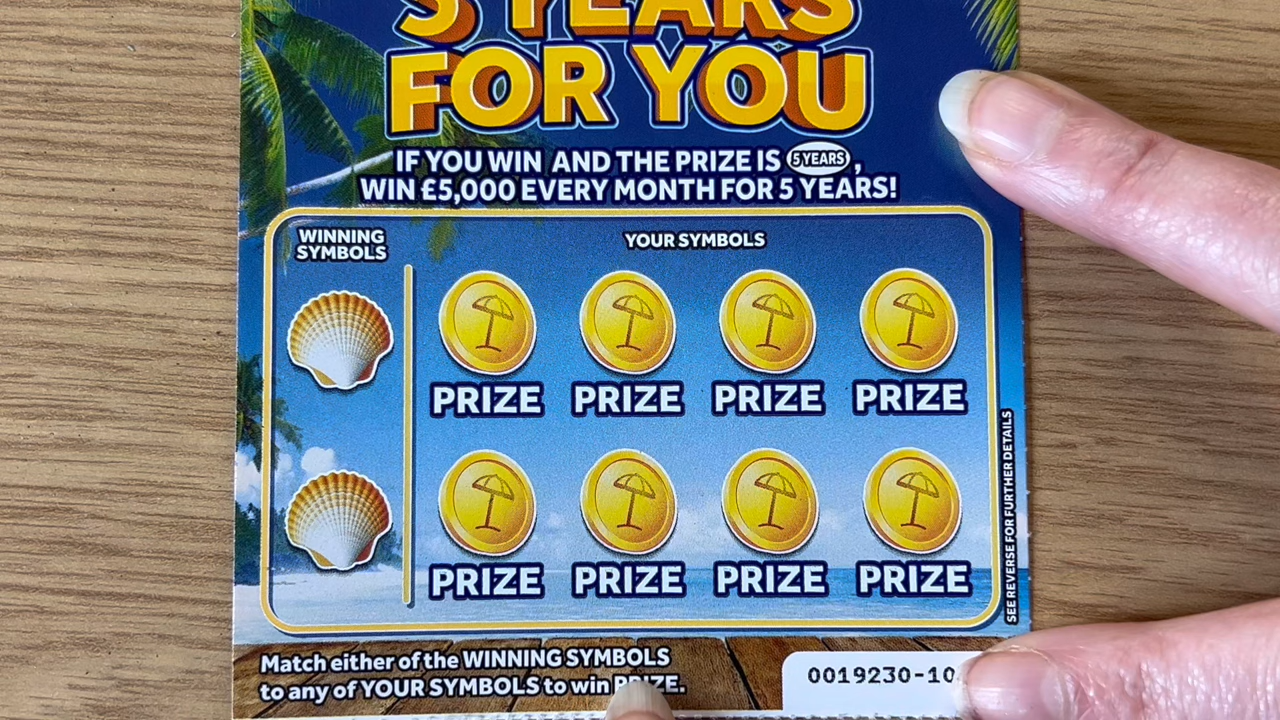 5 YEARS
FOR YOU
IF YOU WIN AND THE PRIZE IS 5 YEARS,
WIN £5,000 EVERY MONTH FOR 5 YEARS!
WINNING
SYMBOLS
YOUR SYMBOLS
PRIZE PRIZE PRIZE PRIZE
PRIZE PRIZE PRIZE PRIZE
SEE REVERSE FOR FURTHER DETAILS
Match either of the WINNING SYMBOLS
to any of YOUR SYMBOLS to win PRIZE.
0019230-10